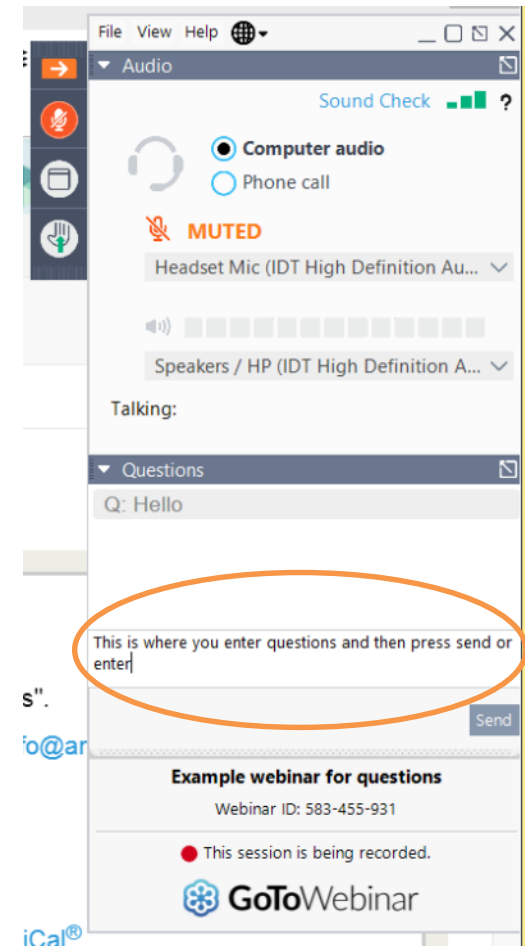 File View Help
Audio
Sound Check ?
Computer audio
Phone call
MUTED
Headset Mic (IDT High Definition Au...
Speakers / HP (IDT High Definition A...
Talking:
Questions
Q: Hello
This is where you enter questions and then press send or
enter
s".
Send
fo@ar
Example webinar for questions
Webinar ID: 583-455-931
This session is being recorded.
GoToWebinar
iCal®